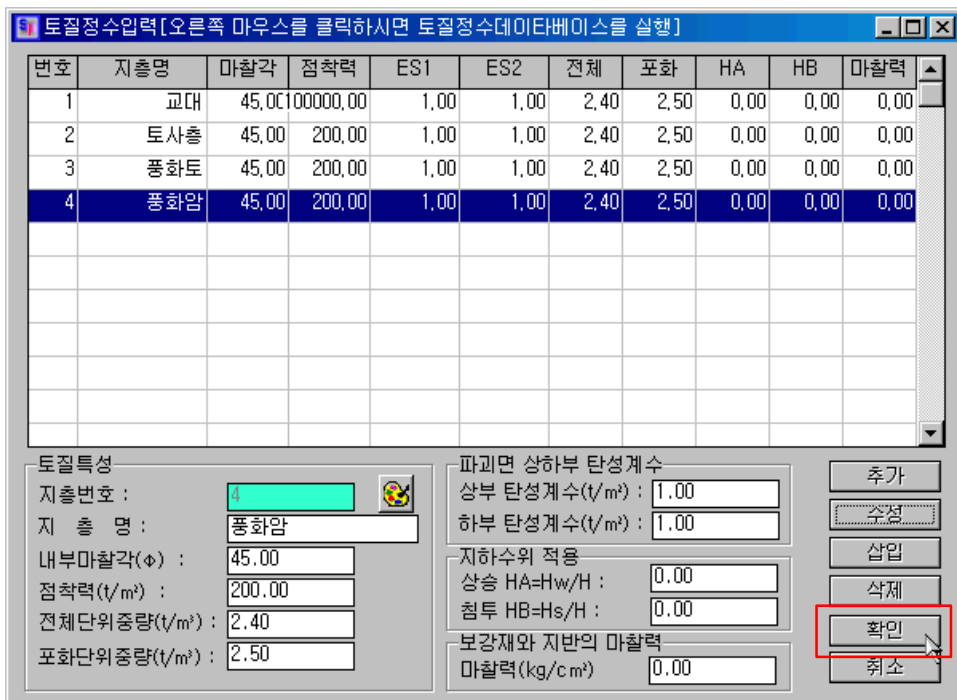 토질정수입력[오른쪽 마우스를 클릭하시면 토질정수데이타베이스를 실행]
번호 지층명 마찰각 점착력 ES1 ES2 전체 포화 HA HB 마찰력
1 교대 45,00 100000,00 1,00 1,00 2,40 2,50 0,00 0,00 0,00
2 토사층 45,00 200,00 1,00 1,00 2,40 2,50 0,00 0,00 0,00
3 풍화토 45,00 200,00 1,00 1,00 2,40 2,50 0,00 0,00 0,00
4 풍화암 45,00 200,00 1,00 1,00 2,40 2,50 0,00 0,00 0,00
토질특성
지층번호 : 4
지 층 명 : 풍화암
내부마찰각(Φ) : 45.00
점착력(t/m²) : 200.00
전체단위중량(t/m³) : 2.40
포화단위중량(t/m³) : 2.50
파괴면 상하부 탄성계수
상부 탄성계수(t/m²) : 1.00
하부 탄성계수(t/m²) : 1.00
지하수위 적용
상승 HA=Hw/H : 0.00
침투 HB=Hs/H : 0.00
보강재와 지반의 마찰력
마찰력(kg/cm²) 0.00
추가
수정
삽입
삭제
확인
취소